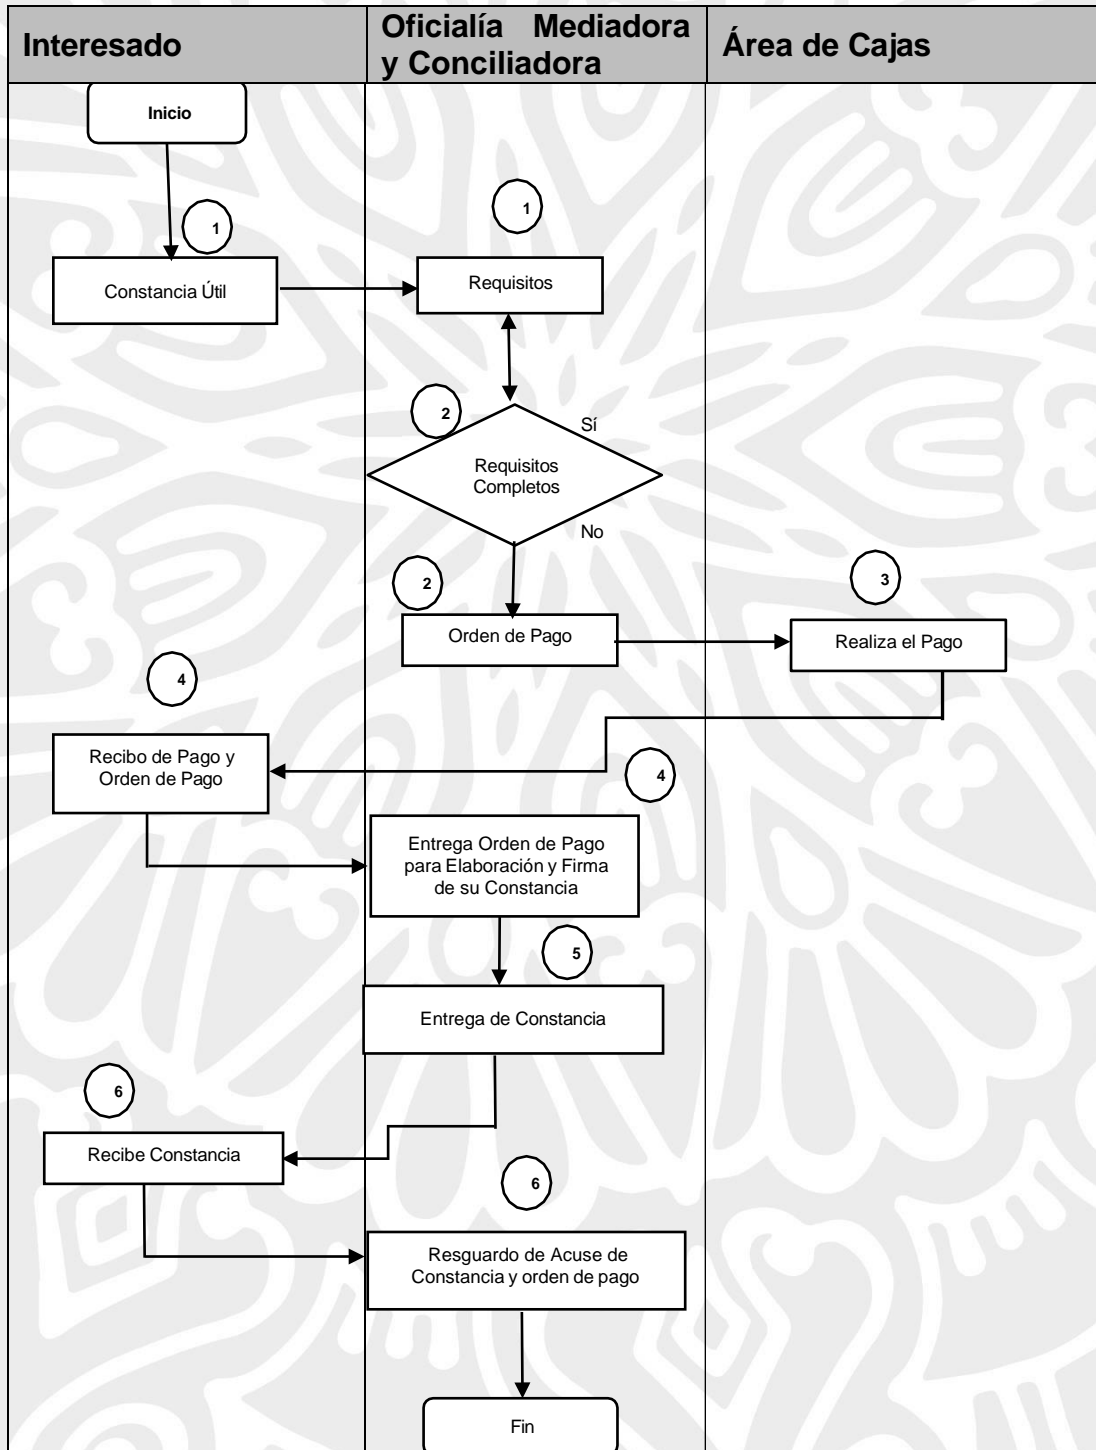 Interesado
Oficialía Mediadora
y Conciliadora
Área de Cajas
Inicio
1
1
Constancia Útil
Requisitos
2
Sí
Requisitos
Completos
No
2
3
Orden de Pago
Realiza el Pago
4
Recibo de Pago y
Orden de Pago
4
Entrega Orden de Pago
para Elaboración y Firma
de su Constancia
5
Entrega de Constancia
6
Recibe Constancia
6
Resguardo de Acuse de
Constancia y orden de pago
Fin